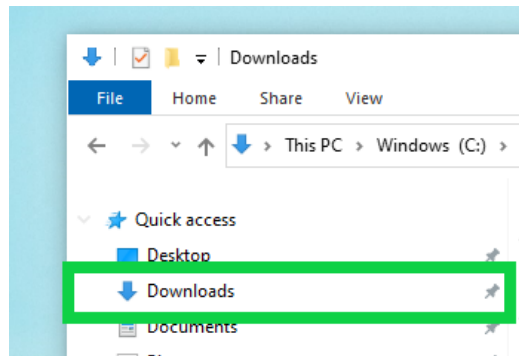 Downloads
File Home Share View
This PC > Windows (C:) >
Quick access
Desktop
Downloads
Documents